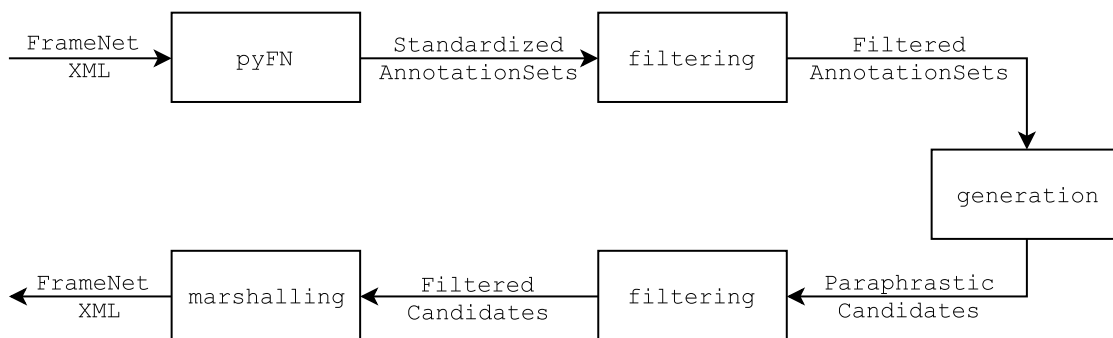 FrameNet
XML
pyFN
Standardized
AnnotationSets
filtering
Filtered
AnnotationSets
generation
Paraphrastic
Candidates
filtering
Filtered
Candidates
marshalling
FrameNet
XML